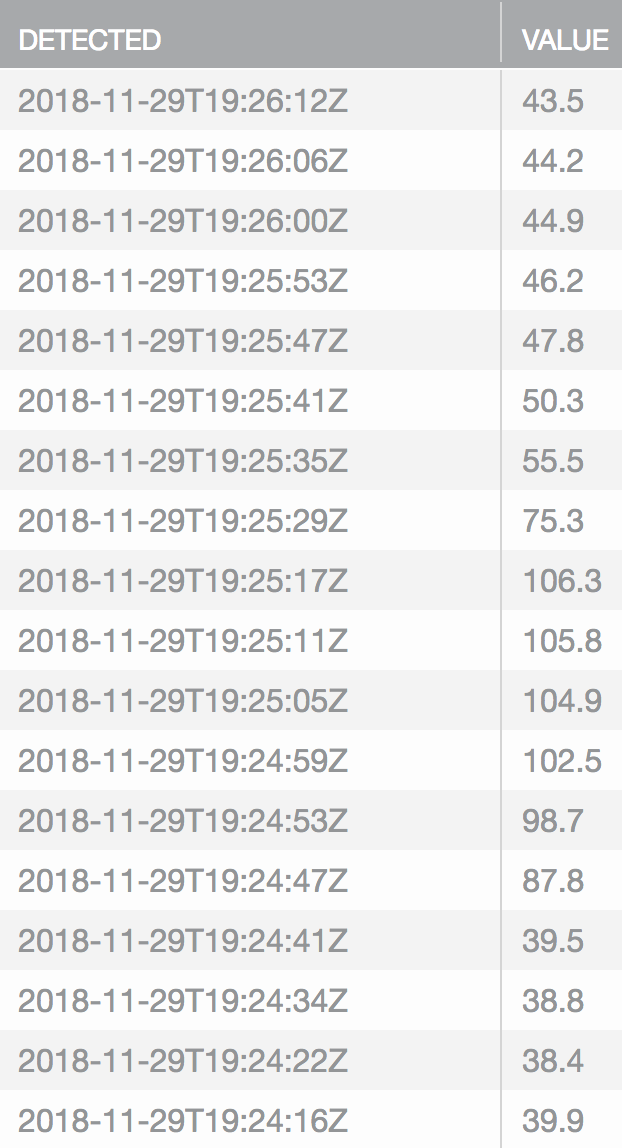 DETECTED VALUE
2018-11-29T19:26:12Z 43.5
2018-11-29T19:26:06Z 44.2
2018-11-29T19:26:00Z 44.9
2018-11-29T19:25:53Z 46.2
2018-11-29T19:25:47Z 47.8
2018-11-29T19:25:41Z 50.3
2018-11-29T19:25:35Z 55.5
2018-11-29T19:25:29Z 75.3
2018-11-29T19:25:17Z 106.3
2018-11-29T19:25:11Z 105.8
2018-11-29T19:25:05Z 104.9
2018-11-29T19:24:59Z 102.5
2018-11-29T19:24:53Z 98.7
2018-11-29T19:24:47Z 87.8
2018-11-29T19:24:41Z 39.5
2018-11-29T19:24:34Z 38.8
2018-11-29T19:24:22Z 38.4
2018-11-29T19:24:16Z 39.9